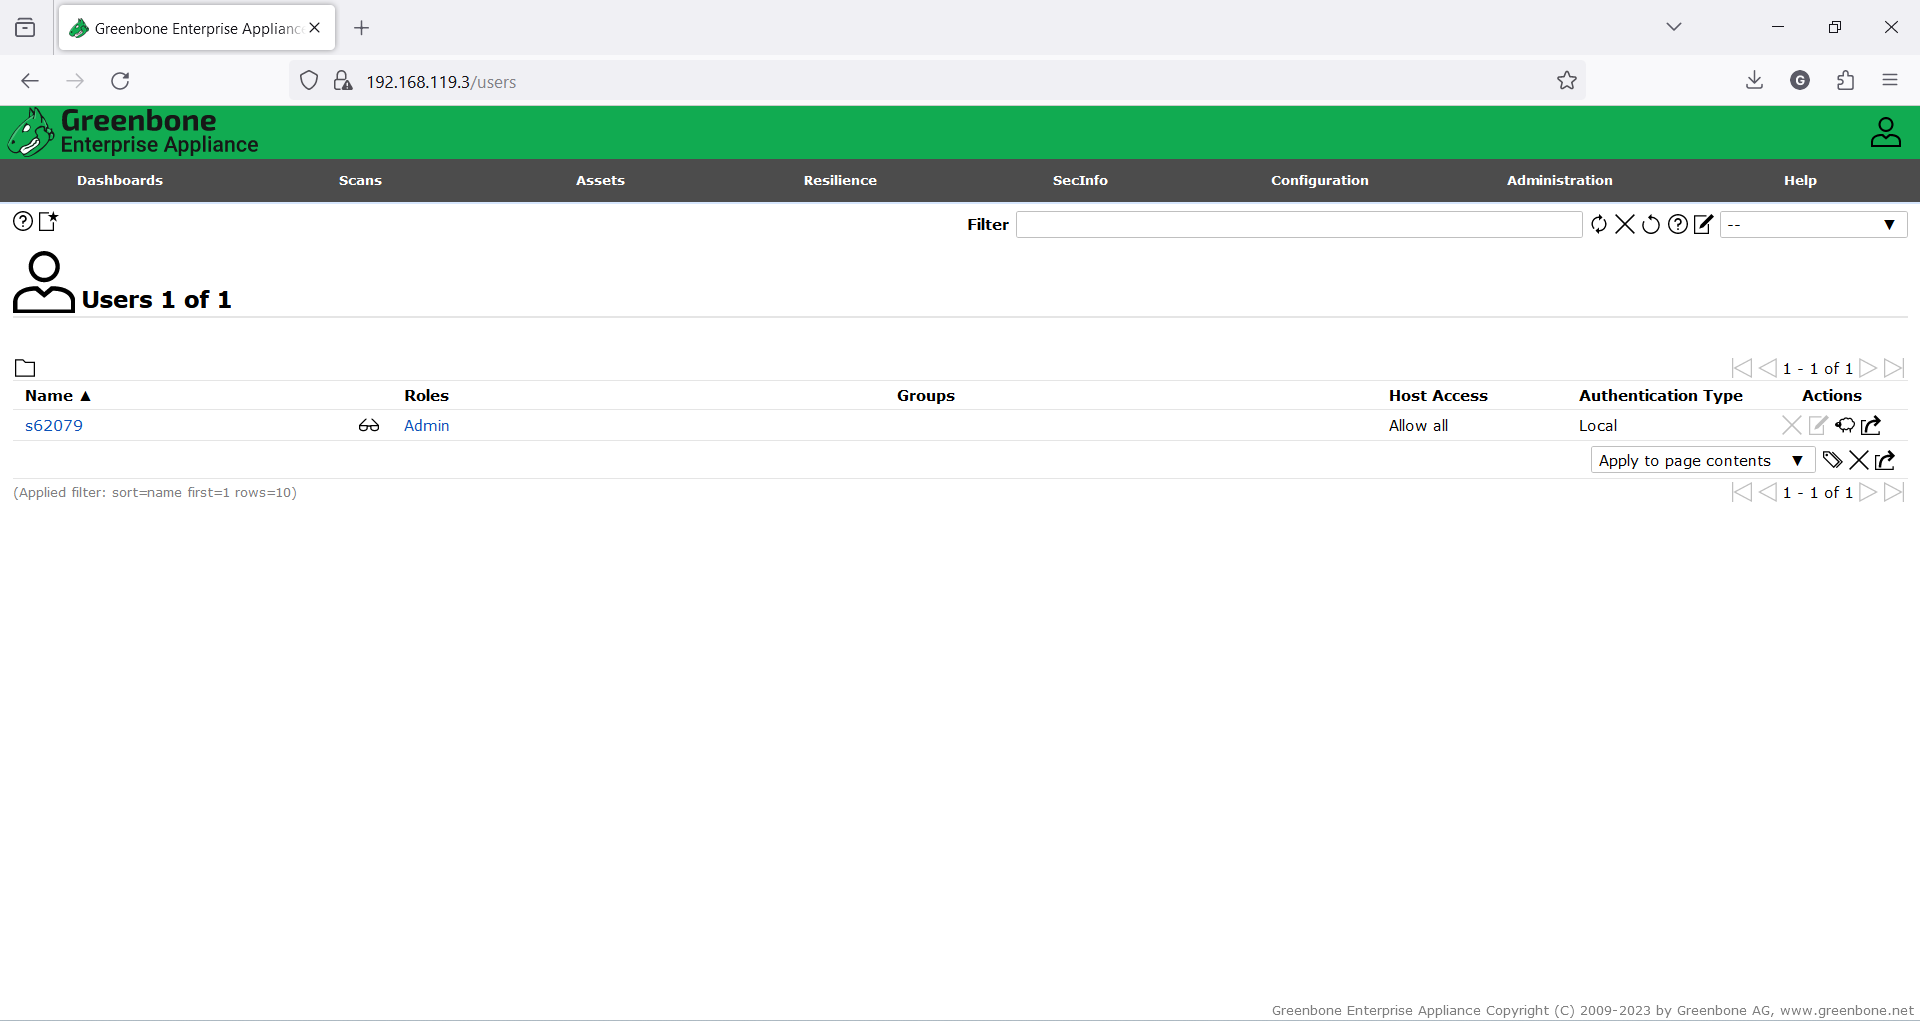 Greenbone Enterprise Applianc
192.168.119.3/users
G
Greenbone
Enterprise Appliance
Dashboards Scans Assets Resilience SecInfo Configuration Administration Help
Filter --
Users 1 of 1
1 - 1 of 1
Name ▲ Roles Groups Host Access Authentication Type Actions
s62079 Admin Allow all Local
Apply to page contents ▼
(Applied filter: sort=name first=1 rows=10) 1 - 1 of 1
Greenbone Enterprise Appliance Copyright (C) 2009-2023 by Greenbone AG, www.greenbone.net